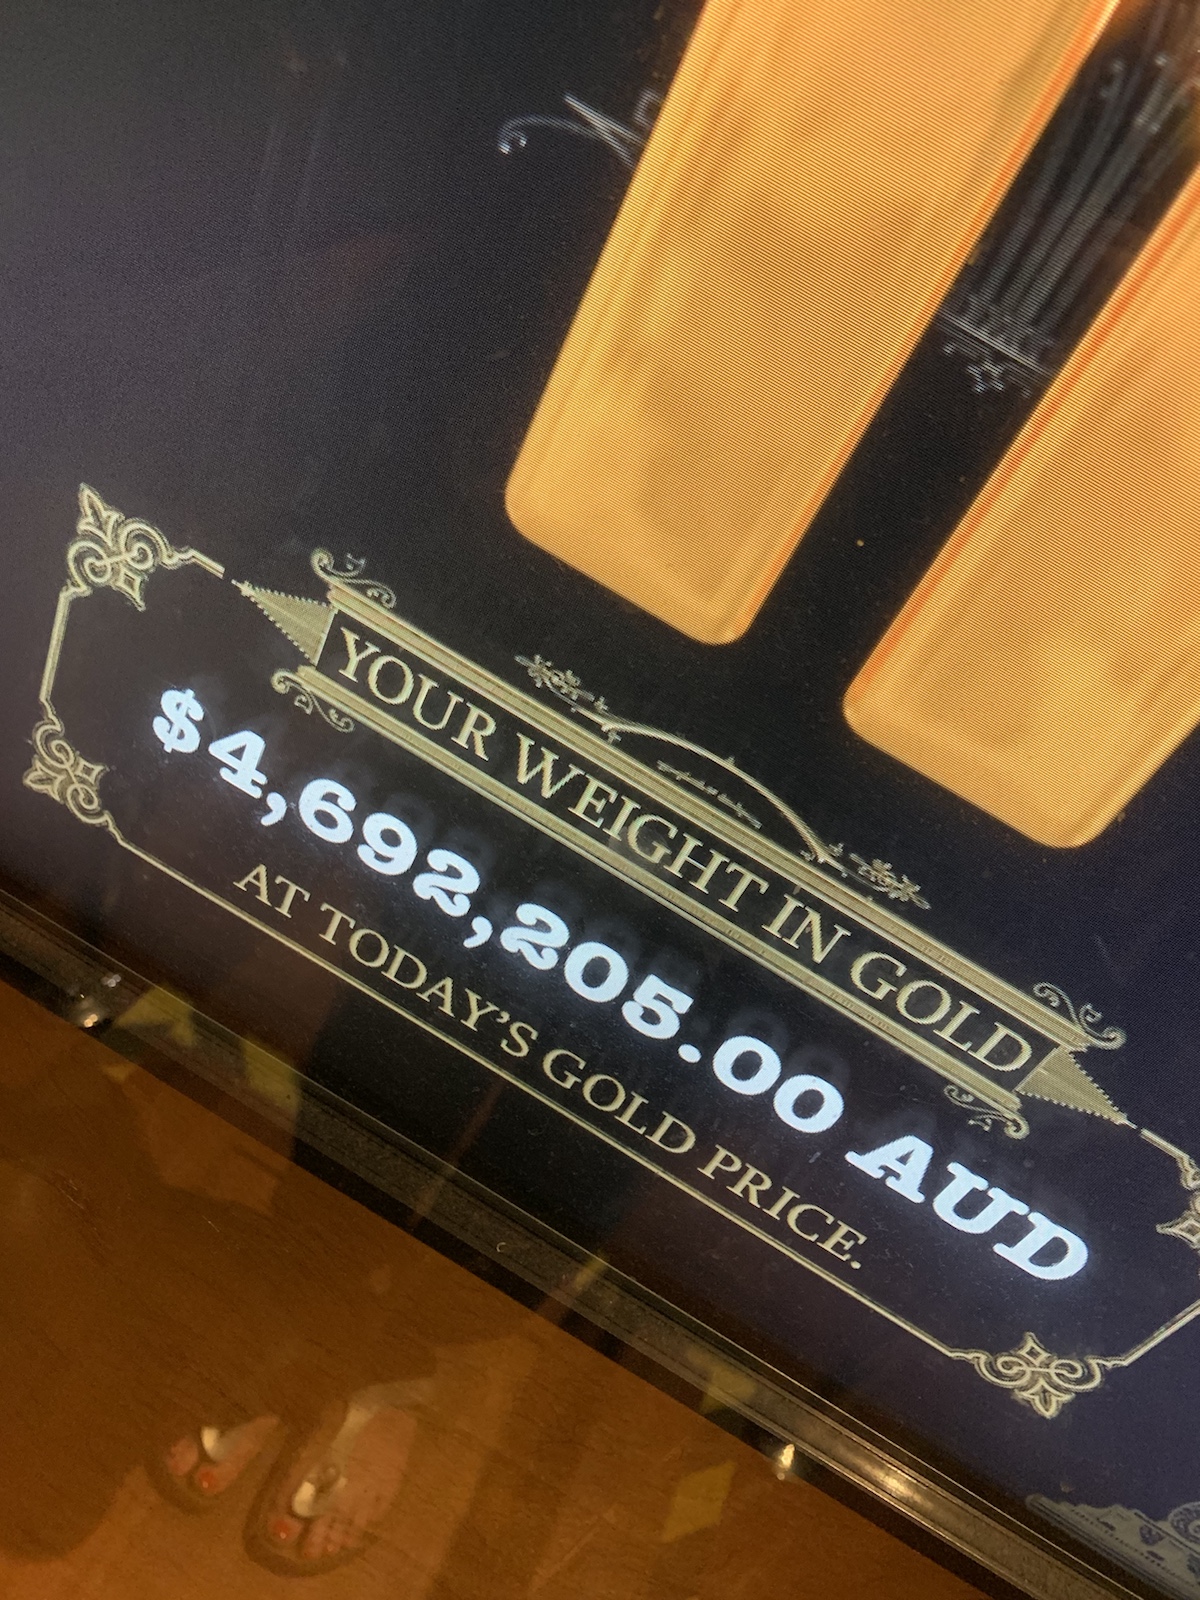 YOUR WEIGHT IN GOLD
$4,692,205.00 AUD
AT TODAY'S GOLD PRICE.